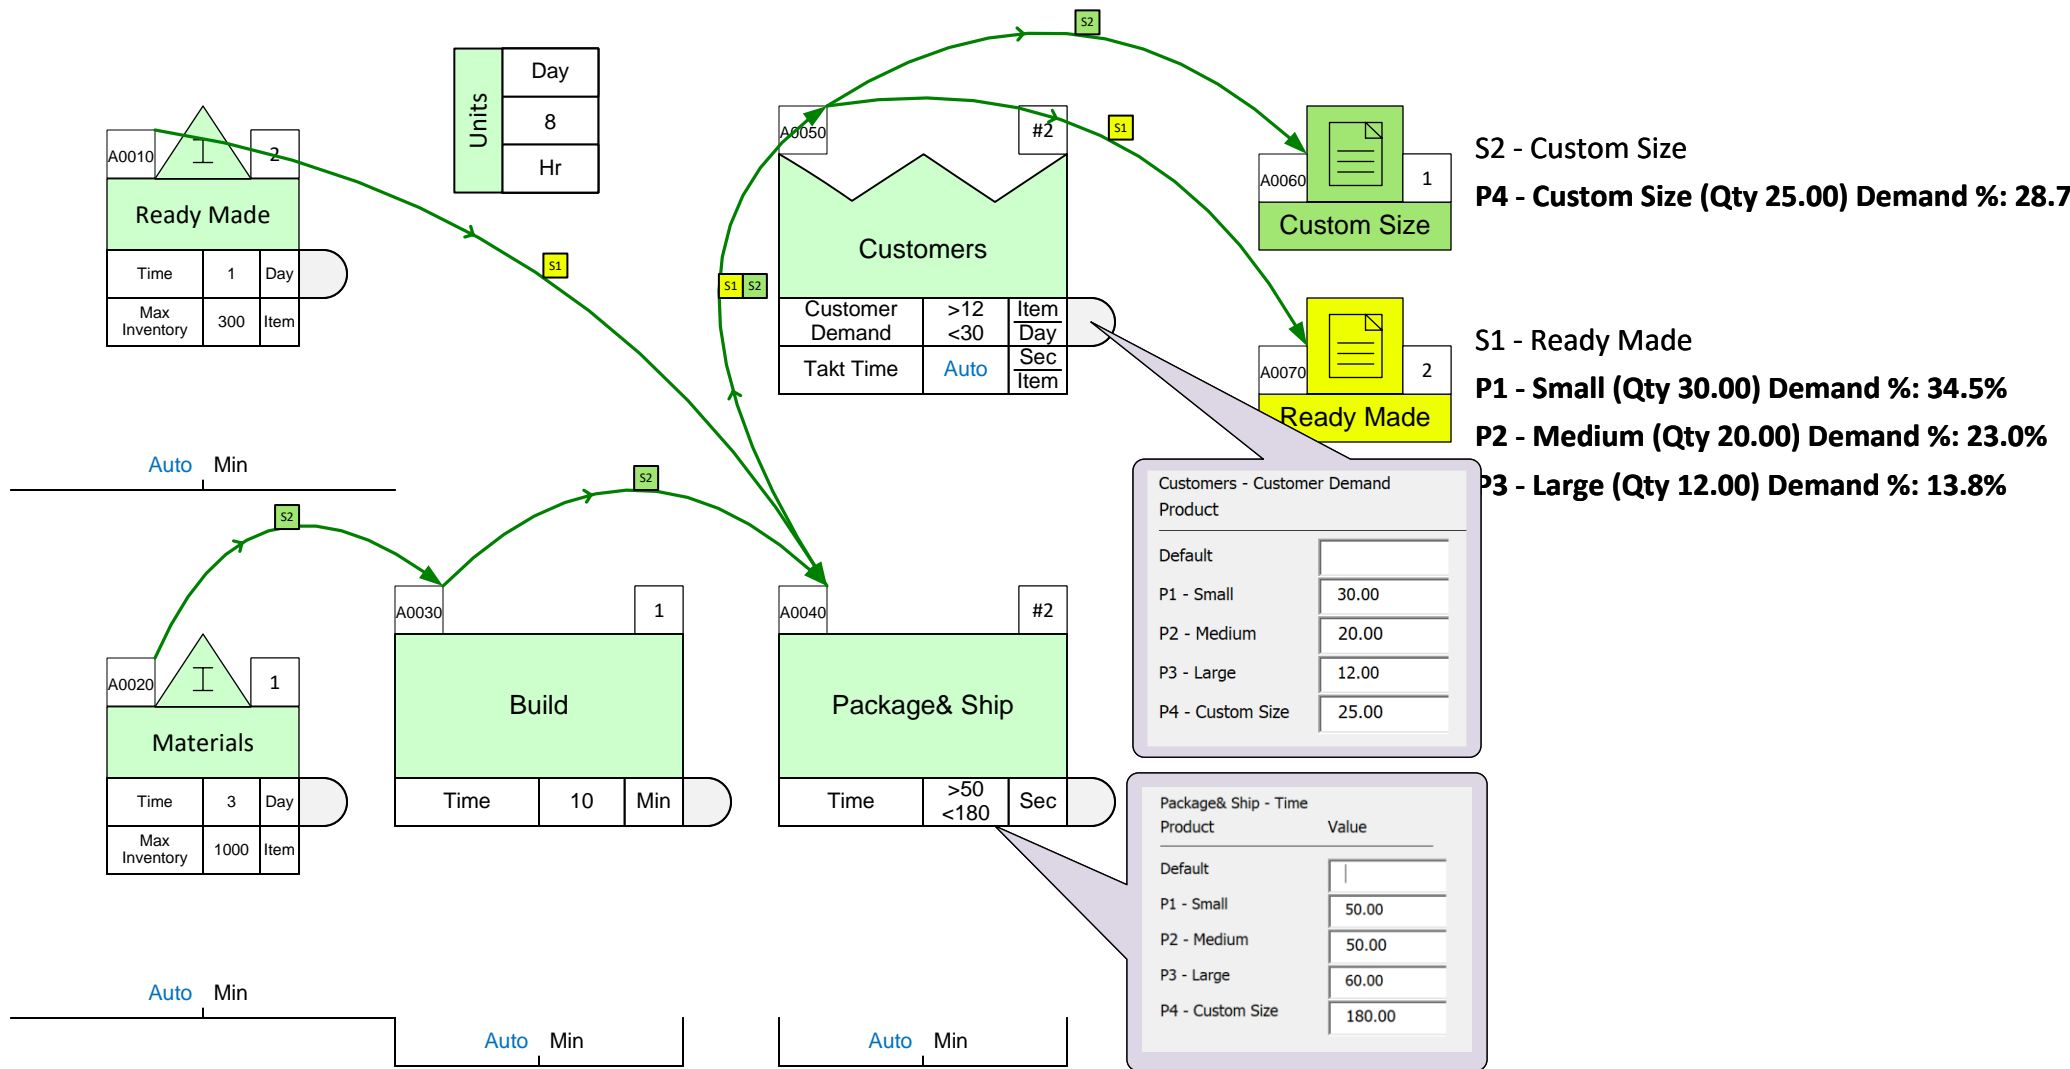 S2
Units
Day
8
Hr
A0010
I
2
Ready Made
Time 1 Day
Max Inventory 300 Item
S1
Auto Min
A0050
#2
Customers
Customer Demand >12 <30 Item Day
Takt Time Auto Sec Item
S1
S1 S2
A0060
1
Custom Size
S2 - Custom Size
P4 - Custom Size (Qty 25.00) Demand %: 28.7
A0070
2
Ready Made
S1 - Ready Made
P1 - Small (Qty 30.00) Demand %: 34.5%
P2 - Medium (Qty 20.00) Demand %: 23.0%
P3 - Large (Qty 12.00) Demand %: 13.8%
S2
S2
A0020
I
1
Materials
Time 3 Day
Max Inventory 1000 Item
Auto Min
A0030
1
Build
Time 10 Min
Auto Min
A0040
#2
Package& Ship
Time >50 <180 Sec
Auto Min
Customers - Customer Demand
Product
Default
P1 - Small 30.00
P2 - Medium 20.00
P3 - Large 12.00
P4 - Custom Size 25.00
Package& Ship - Time
Product Value
Default
P1 - Small 50.00
P2 - Medium 50.00
P3 - Large 60.00
P4 - Custom Size 180.00